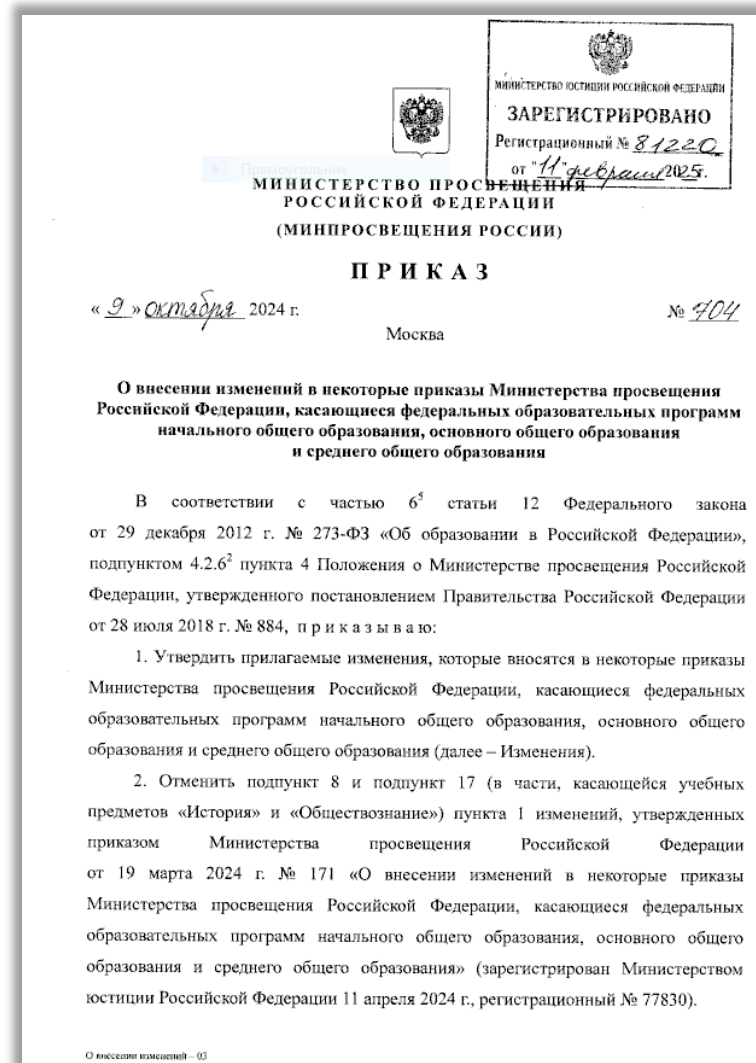 МИНИСТЕРСТВО ЮСТИЦИИ РОССИЙСКОЙ ФЕДЕРАЦИИ
ЗАРЕГИСТРИРОВАНО
Регистрационный № 81220
от "11" февраля 2025г.
Прямоугольник
МИНИСТЕРСТВО ПРОСВЕЩЕНИЯ
РОССИЙСКОЙ ФЕДЕРАЦИИ
(МИНПРОСВЕЩЕНИЯ РОССИИ)
ПРИКАЗ
« 9 » октября 2024 г. № 704
Москва
О внесении изменений в некоторые приказы Министерства просвещения
Российской Федерации, касающиеся федеральных образовательных программ
начального общего образования, основного общего образования
и среднего общего образования
В соответствии с частью 6⁵ статьи 12 Федерального закона
от 29 декабря 2012 г. № 273-ФЗ «Об образовании в Российской Федерации»,
подпунктом 4.2.6² пункта 4 Положения о Министерстве просвещения Российской
Федерации, утвержденного постановлением Правительства Российской Федерации
от 28 июля 2018 г. № 884, п р и к а з ы в а ю:
1. Утвердить прилагаемые изменения, которые вносятся в некоторые приказы
Министерства просвещения Российской Федерации, касающиеся федеральных
образовательных программ начального общего образования, основного общего
образования и среднего общего образования (далее – Изменения).
2. Отменить подпункт 8 и подпункт 17 (в части, касающейся учебных
предметов «История» и «Обществознание») пункта 1 изменений, утвержденных
приказом Министерства просвещения Российской Федерации
от 19 марта 2024 г. № 171 «О внесении изменений в некоторые приказы
Министерства просвещения Российской Федерации, касающиеся федеральных
образовательных программ начального общего образования, основного общего
образования и среднего общего образования» (зарегистрирован Министерством
юстиции Российской Федерации 11 апреля 2024 г., регистрационный № 77830).
О внесении изменений – 03